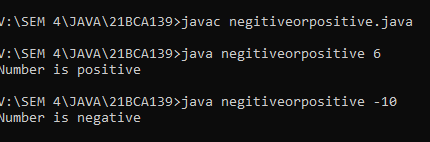 V:\SEM 4\JAVA\21BCA139>javac negitiveorpositive.java
V:\SEM 4\JAVA\21BCA139>java negitiveorpositive 6
Number is positive
V:\SEM 4\JAVA\21BCA139>java negitiveorpositive -10
Number is negative